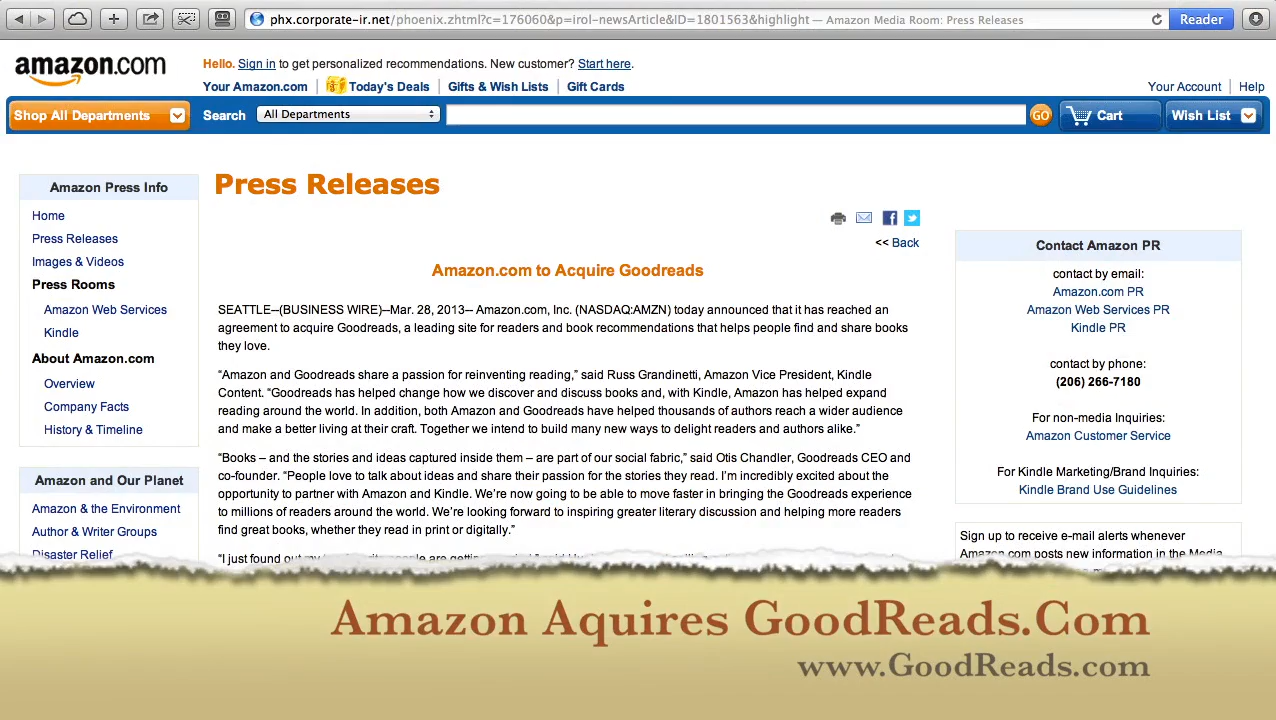 phx.corporate-ir.net/phoenix.zhtml?c=176060&p=irol-newsArticle&ID=1801563&highlight — Amazon Media Room: Press Releases
Reader
amazon.com
Hello. Sign in to get personalized recommendations. New customer? Start here.
Your Amazon.com
Today's Deals
Gifts & Wish Lists
Gift Cards
Your Account
Help
Shop All Departments
Search
All Departments
GO
Cart
Wish List
Amazon Press Info
Home
Press Releases
Images & Videos
Press Rooms
Amazon Web Services
Kindle
About Amazon.com
Overview
Company Facts
History & Timeline
Amazon and Our Planet
Amazon & the Environment
Author & Writer Groups
Disaster Relief
Press Releases
<< Back
Amazon.com to Acquire Goodreads
SEATTLE--(BUSINESS WIRE)--Mar. 28, 2013-- Amazon.com, Inc. (NASDAQ:AMZN) today announced that it has reached an
agreement to acquire Goodreads, a leading site for readers and book recommendations that helps people find and share books
they love.
“Amazon and Goodreads share a passion for reinventing reading,” said Russ Grandinetti, Amazon Vice President, Kindle
Content. “Goodreads has helped change how we discover and discuss books and, with Kindle, Amazon has helped expand
reading around the world. In addition, both Amazon and Goodreads have helped thousands of authors reach a wider audience
and make a better living at their craft. Together we intend to build many new ways to delight readers and authors alike.”
“Books – and the stories and ideas captured inside them – are part of our social fabric,” said Otis Chandler, Goodreads CEO and
co-founder. “People love to talk about ideas and share their passion for the stories they read. I’m incredibly excited about the
opportunity to partner with Amazon and Kindle. We’re now going to be able to move faster in bringing the Goodreads experience
to millions of readers around the world. We’re looking forward to inspiring greater literary discussion and helping more readers
find great books, whether they read in print or digitally.”
“I just found out my
Contact Amazon PR
contact by email:
Amazon.com PR
Amazon Web Services PR
Kindle PR
contact by phone:
(206) 266-7180
For non-media Inquiries:
Amazon Customer Service
For Kindle Marketing/Brand Inquiries:
Kindle Brand Use Guidelines
Sign up to receive e-mail alerts whenever
Amazon.com posts new information in the Media
Amazon Aquires GoodReads.Com
www.GoodReads.com